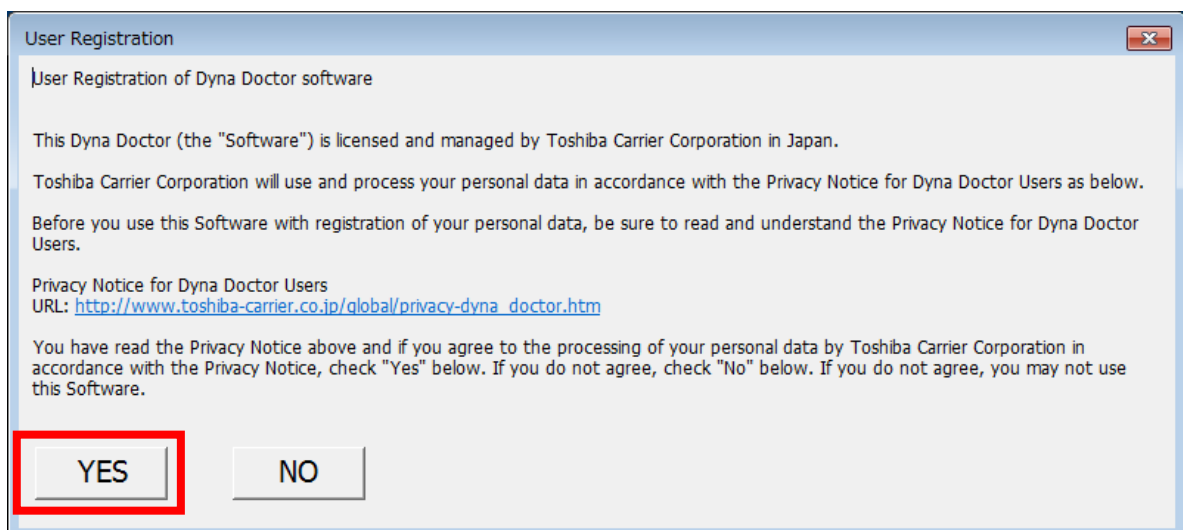 User Registration
User Registration of Dyna Doctor software
This Dyna Doctor (the "Software") is licensed and managed by Toshiba Carrier Corporation in Japan.
Toshiba Carrier Corporation will use and process your personal data in accordance with the Privacy Notice for Dyna Doctor Users as below.
Before you use this Software with registration of your personal data, be sure to read and understand the Privacy Notice for Dyna Doctor
Users.
Privacy Notice for Dyna Doctor Users
URL: http://www.toshiba-carrier.co.jp/global/privacy-dyna_doctor.htm
You have read the Privacy Notice above and if you agree to the processing of your personal data by Toshiba Carrier Corporation in
accordance with the Privacy Notice, check "Yes" below. If you do not agree, check "No" below. If you do not agree, you may not use
this Software.
YES NO